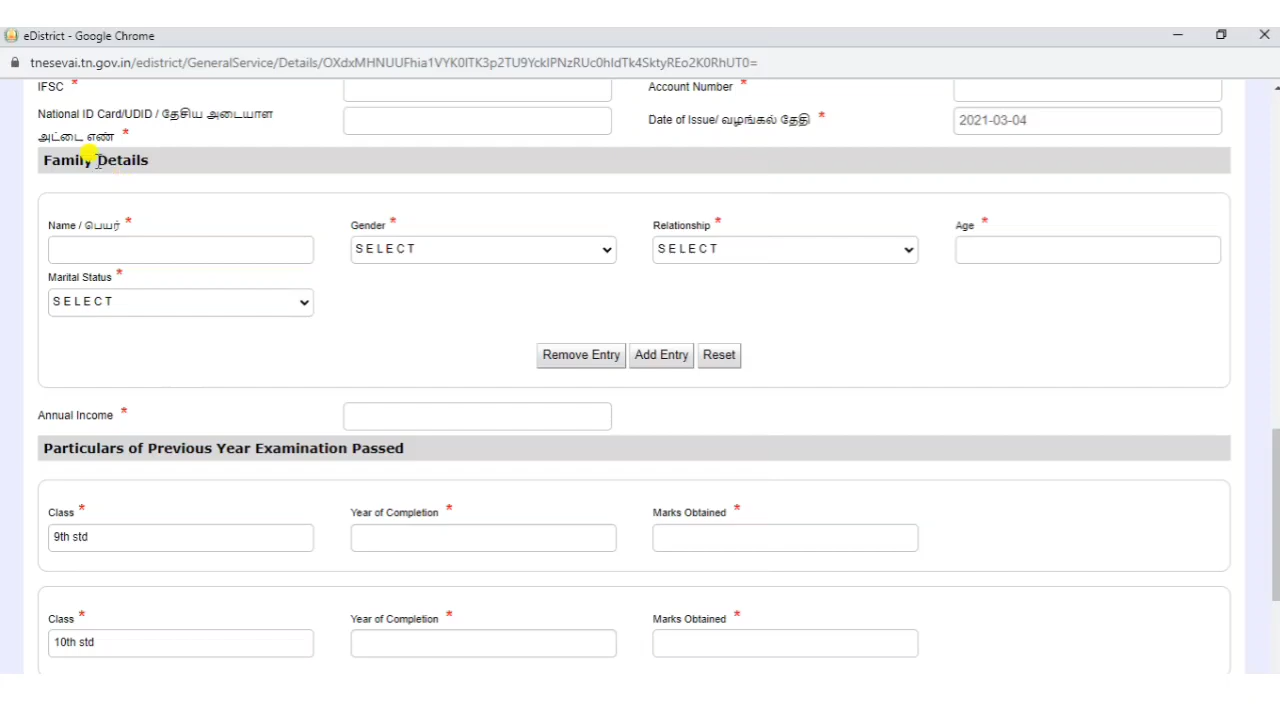 eDistrict - Google Chrome
tnesevai.tn.gov.in/edistrict/GeneralService/Details/
IFSC * Account Number *
National ID Card/UDID / தேசிய அடையாள
அட்டை எண் * Date of Issue/ வழங்கல் தேதி * 2021-03-04
Family Details
Name / பெயர் * Gender * Relationship * Age *
SELECT SELECT
Marital Status *
SELECT
Remove Entry Add Entry Reset
Annual Income *
Particulars of Previous Year Examination Passed
Class * Year of Completion * Marks Obtained *
9th std
Class * Year of Completion * Marks Obtained *
10th std